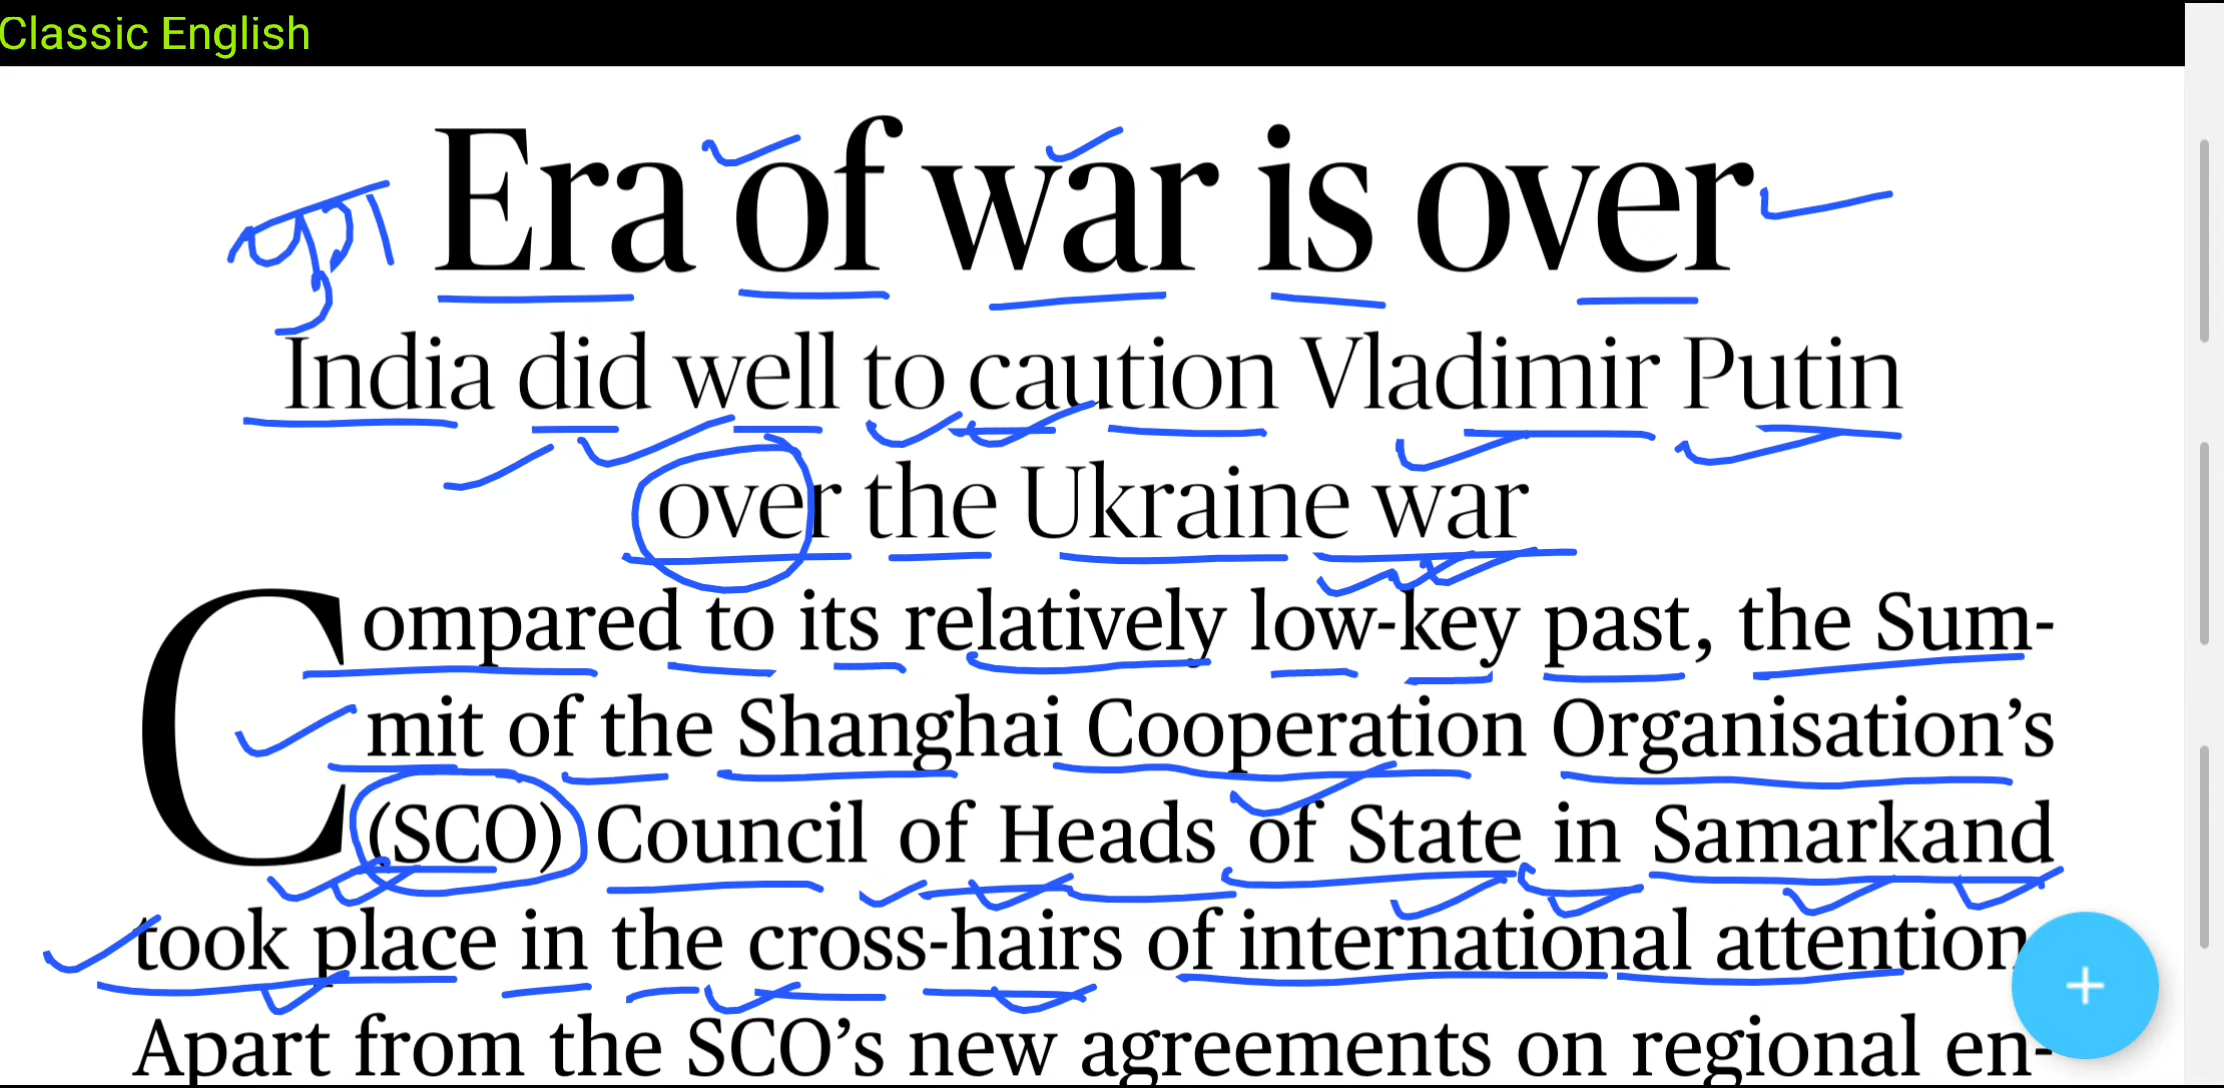 Classic English
Era of war is over
युग
India did well to caution Vladimir Putin
over the Ukraine war
Compared to its relatively low-key past, the Sum-
mit of the Shanghai Cooperation Organisation's
(SCO) Council of Heads of State in Samarkand
took place in the cross-hairs of international attention
Apart from the SCO's new agreements on regional en-